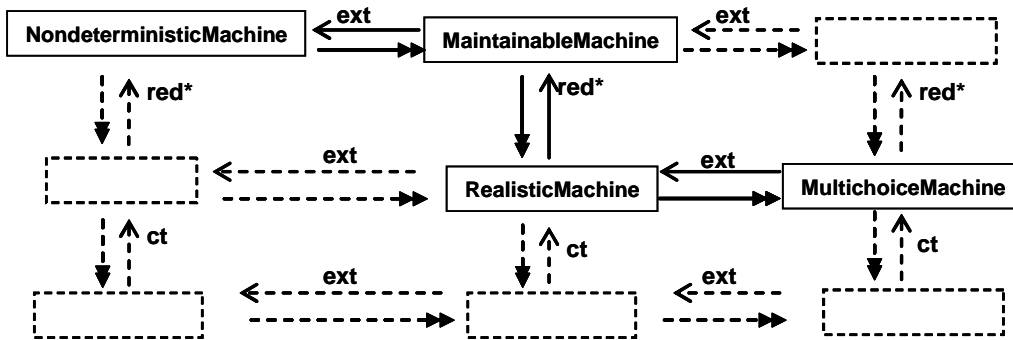 ext
ext
NondeterministicMachine
MaintainableMachine
red*
red*
red*
ext
ext
RealisticMachine
MultichoiceMachine
ct
ct
ct
ext
ext